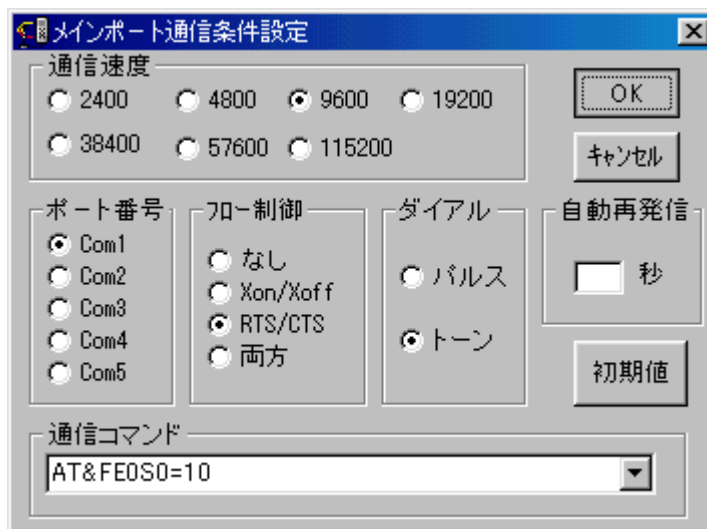 メインポート通信条件設定
通信速度
2400 4800 9600 19200
38400 57600 115200
OK
キャンセル
ポート番号
Com1
Com2
Com3
Com4
Com5
フロー制御
なし
Xon/Xoff
RTS/CTS
両方
ダイアル
パルス
トーン
自動再発信
秒
初期値
通信コマンド
AT&FE0S0=10